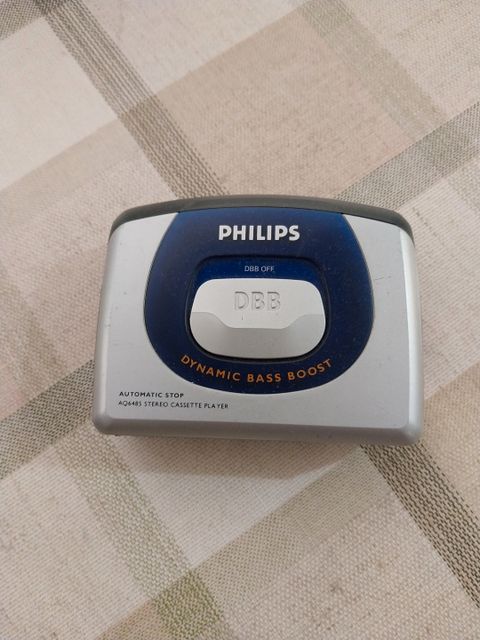 PHILIPS
DBB OFF
DBB
DYNAMIC BASS BOOST
AUTOMATIC STOP
AQ6485 STEREO CASSETTE PLAYER